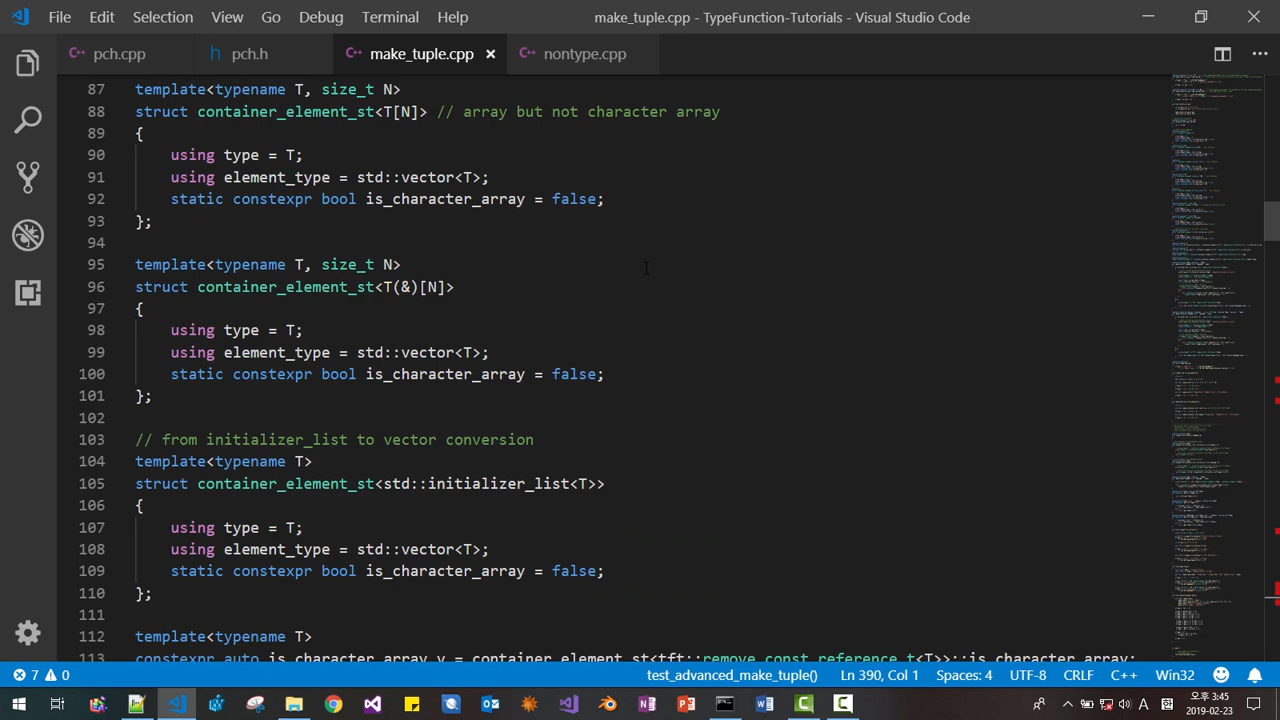 File Edit Selection View Go Debug Terminal Help make_tuple.cpp - TypeFunction-Tutorials - Visual Studio Code
pch.cpp pch.h make_tuple.cpp nontype.cpp
87 template<typename T, size_t N>
88 struct container_element_st<T[N]> // array but not character array
89 {
90 using type = T;
91 using element_type = std::vector<T>;
92 static constexpr bool is_character_array = false;
93 };
94
95 template<typename T, size_t N>
96 struct container_element_st<T(&)[N]>
97 {
98 using type = T;
99 using element_type = std::vector<T>;
100 static constexpr bool is_character_array = false;
101 };
102
103 // from initializer_list to vector conversion
104 template<typename T>
105 struct container_element_st<std::initializer_list<T>>
106 {
107 using type = T;
108 using element_type = std::vector<T>;
109 static constexpr bool is_character_array = false;
110 };
111
112 template<typename T>
113 constexpr auto is_character_array_v = container_element_st<tft::remove_const_reference_t<T>>::is_character_array;
7 0 test_advanced_make_tuple() Ln 390, Col 1 Spaces: 4 UTF-8 CRLF C++ Win32
A 오후 3:45
2019-02-23